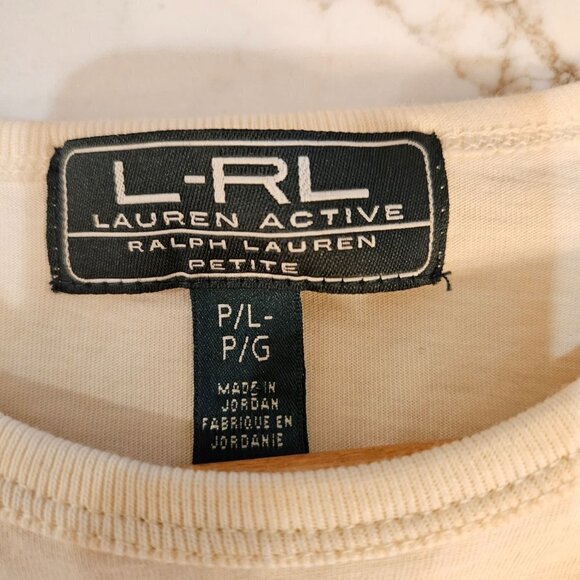 L-RL
LAUREN ACTIVE
RALPH LAUREN
PETITE
P/L-
P/G
MADE IN
JORDAN
FABRIQUE EN
JORDANIE